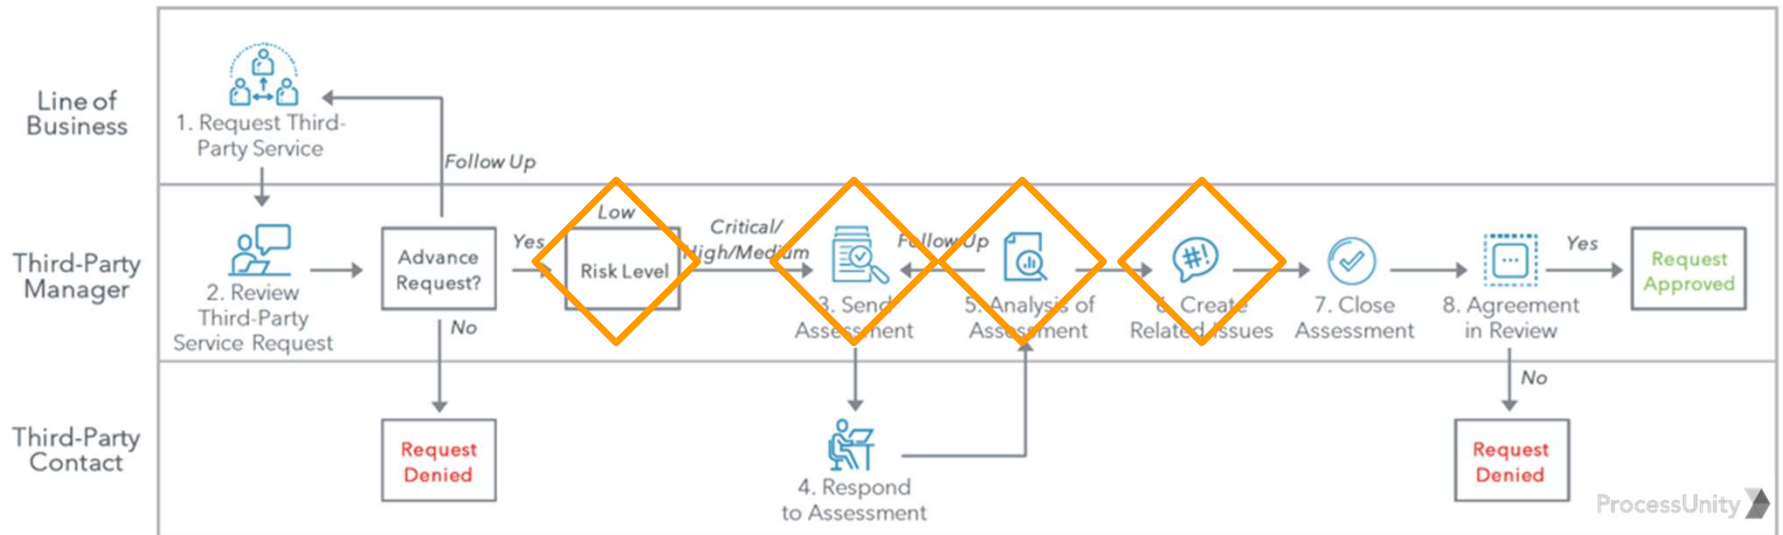 Line of
Business
1. Request Third-
Party Service
Follow Up
Third-Party
Manager
2. Review
Third-Party
Service Request
Advance
Request?
Yes
No
Low
Risk Level
Critical/
High/Medium
3. Send
Assessment
Follow Up
5. Analysis of
Assessment
6. Create
Related Issues
7. Close
Assessment
8. Agreement
in Review
Yes
Request
Approved
No
Third-Party
Contact
Request
Denied
4. Respond
to Assessment
Request
Denied
ProcessUnity
#!